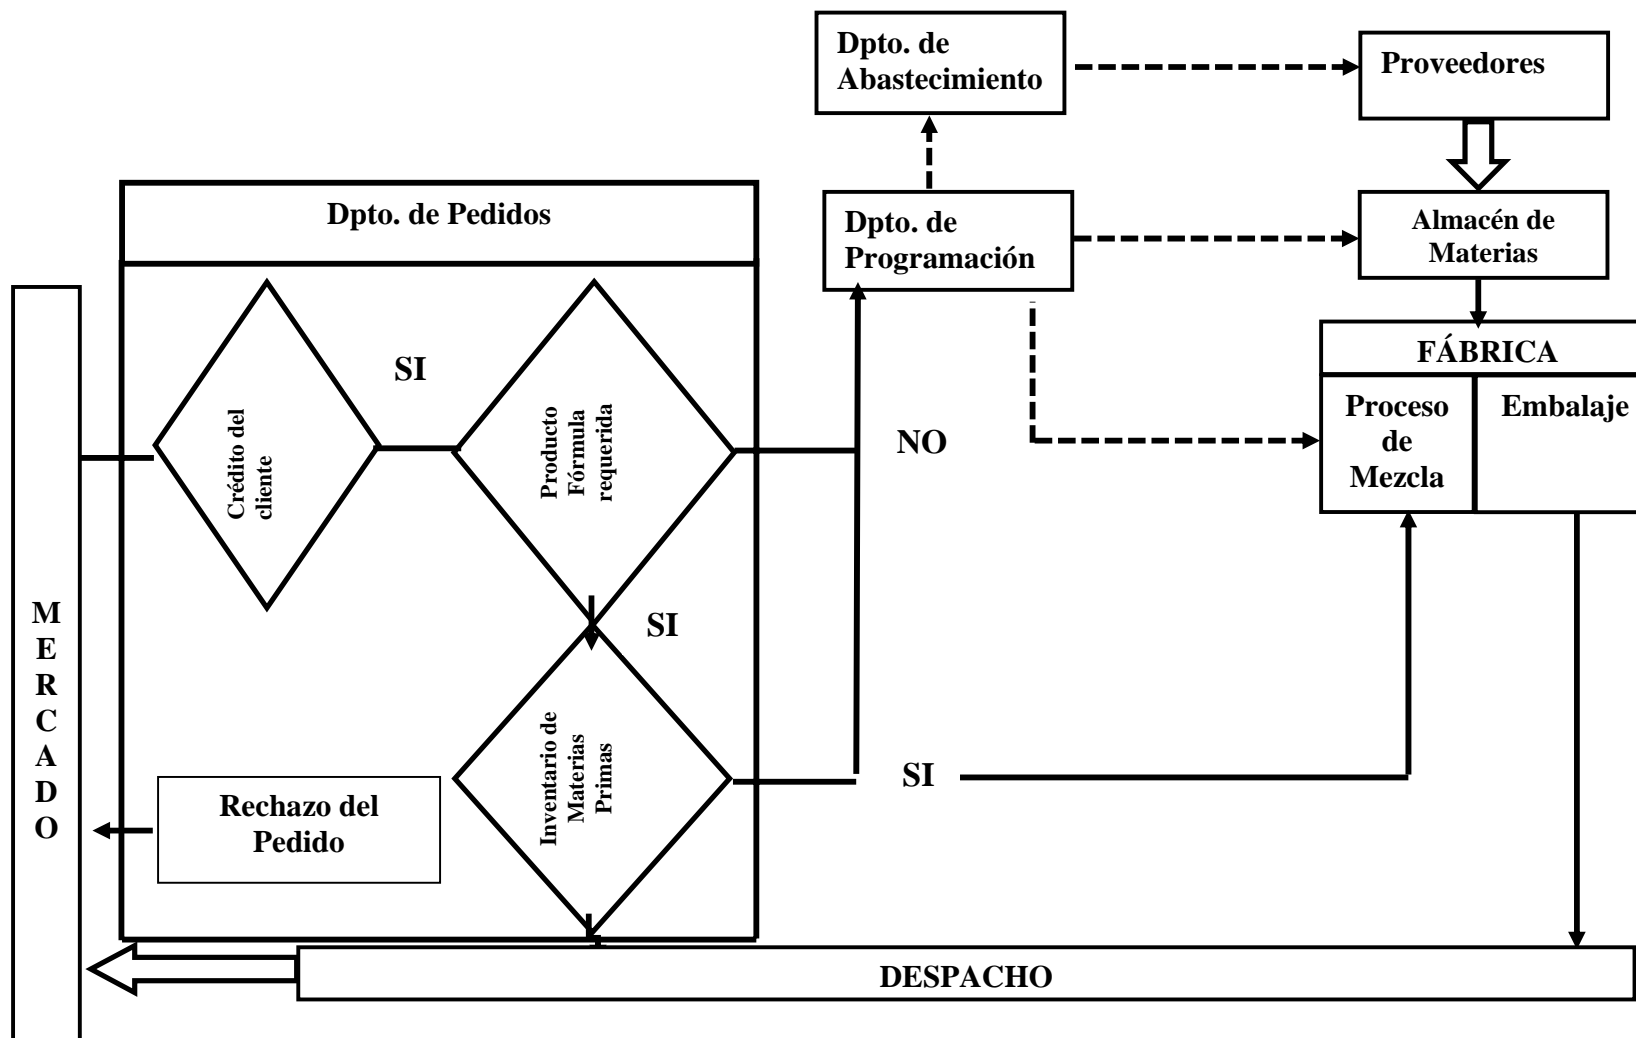 Dpto. de
Abastecimiento
Proveedores
Dpto. de Pedidos
Dpto. de
Programación
Almacén de
Materias
FÁBRICA
Proceso
de
Mezcla
Embalaje
SI
NO
Crédito del
cliente
Producto
Fórmula
requerida
M
E
R
C
A
D
O
SI
Inventario de
Materias
Primas
SI
Rechazo del
Pedido
DESPACHO